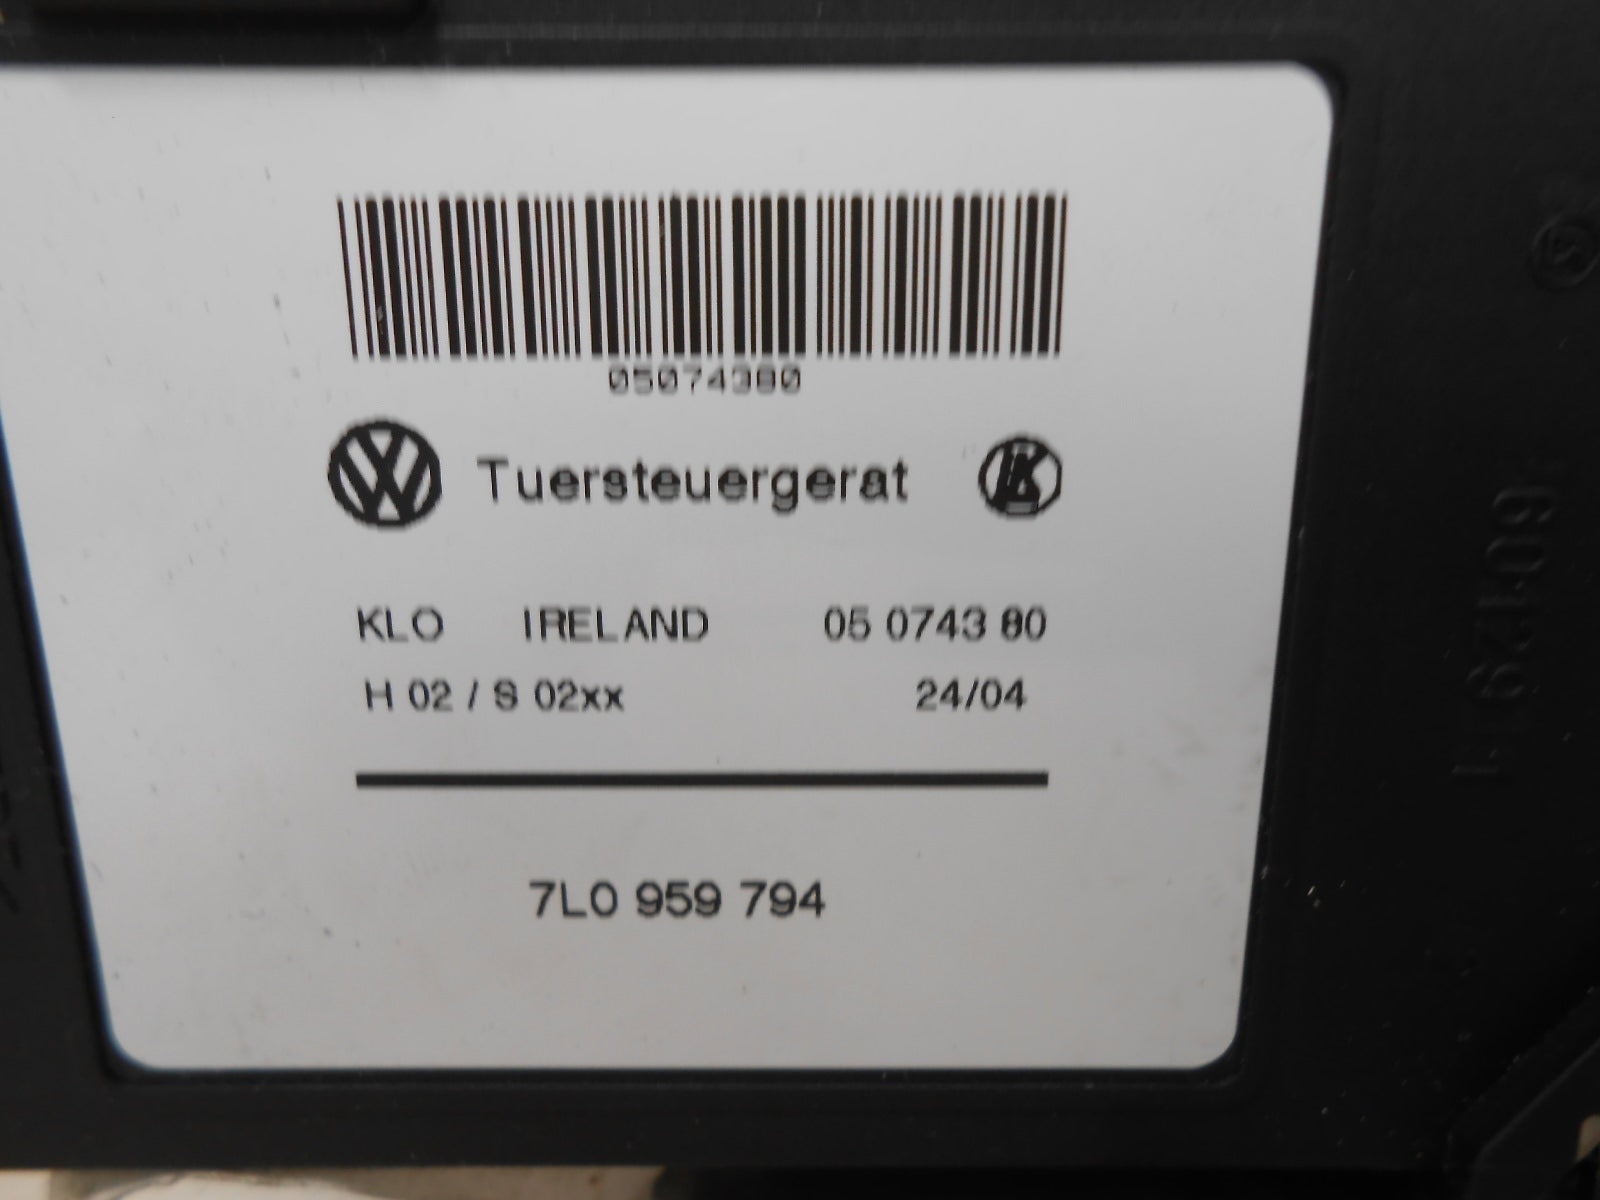 05074380
Tuersteuergerat
KLO IRELAND 05 0743 80
H 02 / S 02xx 24/04
7L0 959 794